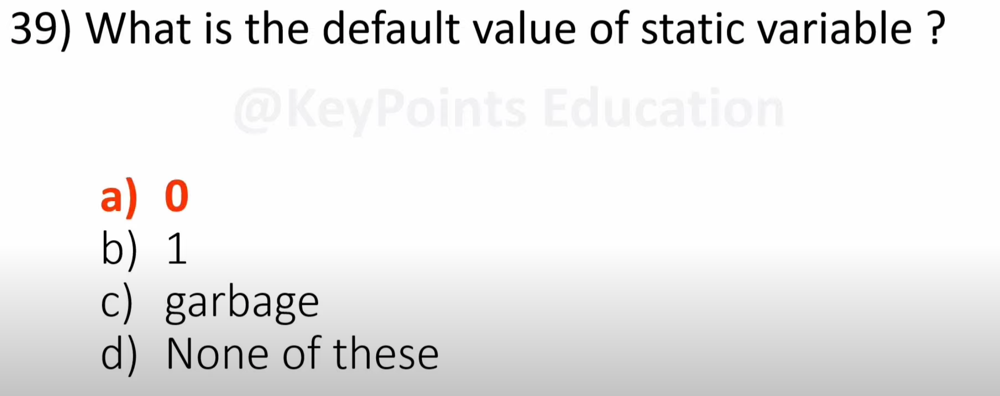 39) What is the default value of static variable ?
@KeyPoints Education
a) 0
b) 1
c) garbage
d) None of these